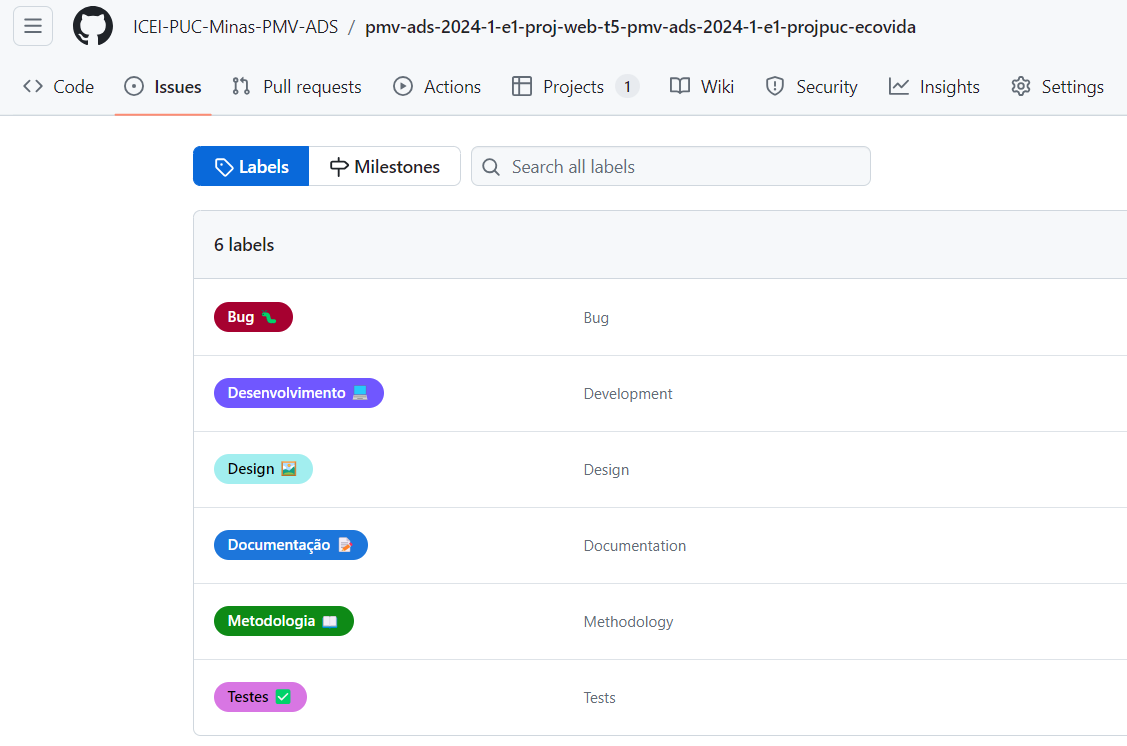 ICEI-PUC-Minas-PMV-ADS / pmv-ads-2024-1-e1-proj-web-t5-pmv-ads-2024-1-e1-projpuc-ecovida
Code Issues Pull requests Actions Projects 1 Wiki Security Insights Settings
Labels Milestones Search all labels
6 labels
Bug 🐛 Bug
Desenvolvimento 💻 Development
Design 🖼️ Design
Documentação 📝 Documentation
Metodologia 📖 Methodology
Testes ✅ Tests